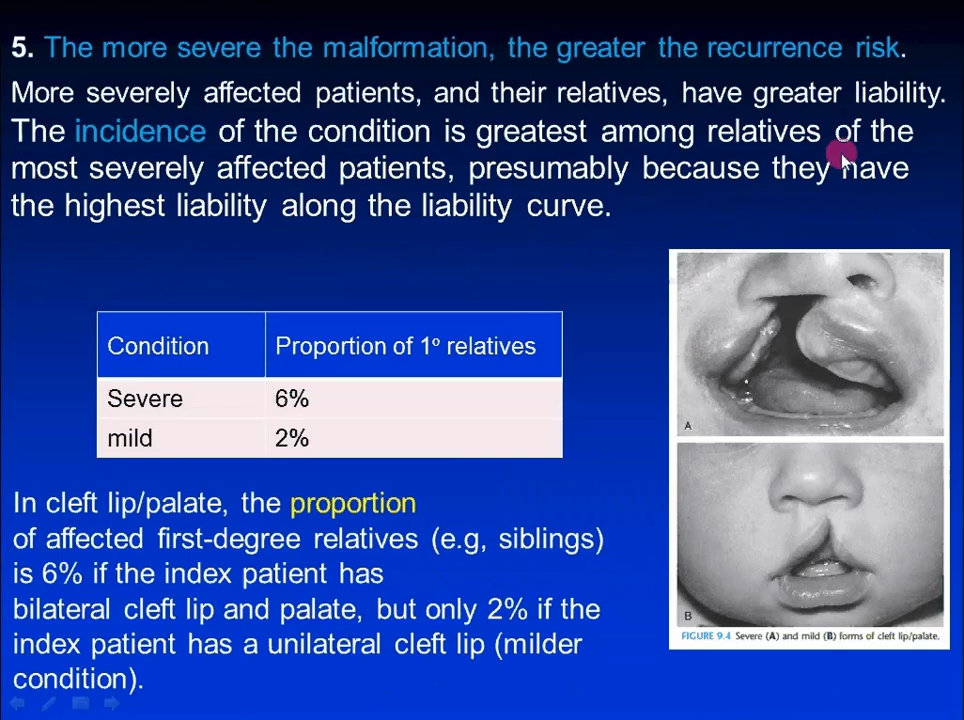 5. The more severe the malformation, the greater the recurrence risk.
More severely affected patients, and their relatives, have greater liability.
The incidence of the condition is greatest among relatives of the
most severely affected patients, presumably because they have
the highest liability along the liability curve.
Condition Proportion of 1º relatives
Severe 6%
mild 2%
In cleft lip/palate, the proportion
of affected first-degree relatives (e.g, siblings)
is 6% if the index patient has
bilateral cleft lip and palate, but only 2% if the
index patient has a unilateral cleft lip (milder
condition).
A
B
FIGURE 9.4 Severe (A) and mild (B) forms of cleft lip/palate.